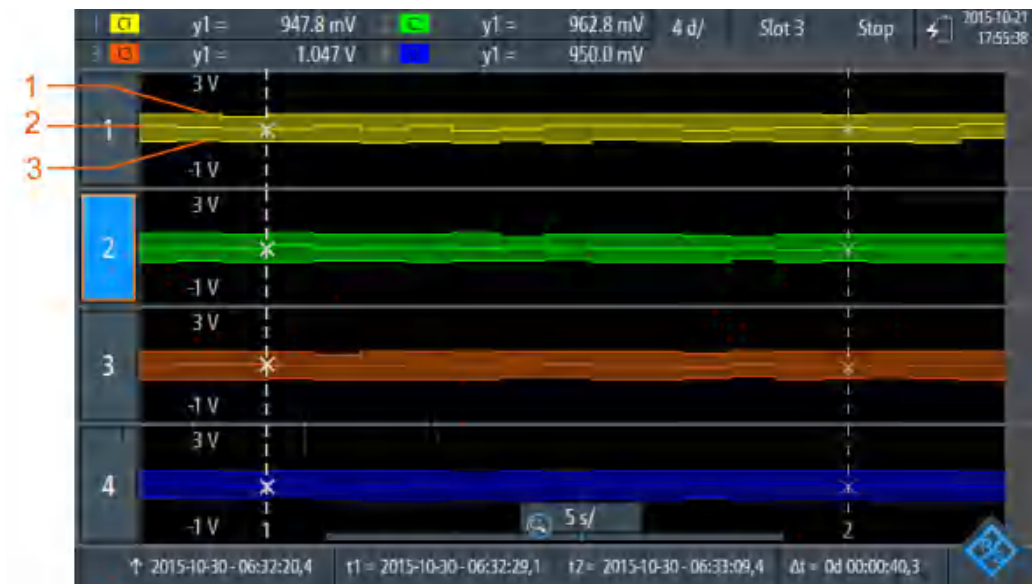 1 C1 y1 = 947.8 mV C2 y1 = 962.8 mV 4 d/ Slot 3 Stop 2015-10-21
3 y1 = 1.047 V y1 = 950.0 mV 17:55:38
1
2
3
1
3 V
-1 V
2
3 V
-1 V
3
3 V
-1 V
4
3 V
-1 V
1
5 s/
2
↑ 2015-10-30 - 06:32:20,4 t1 = 2015-10-30 - 06:32:29,1 t2 = 2015-10-30 - 06:33:09,4 Δt = 0d 00:00:40,3